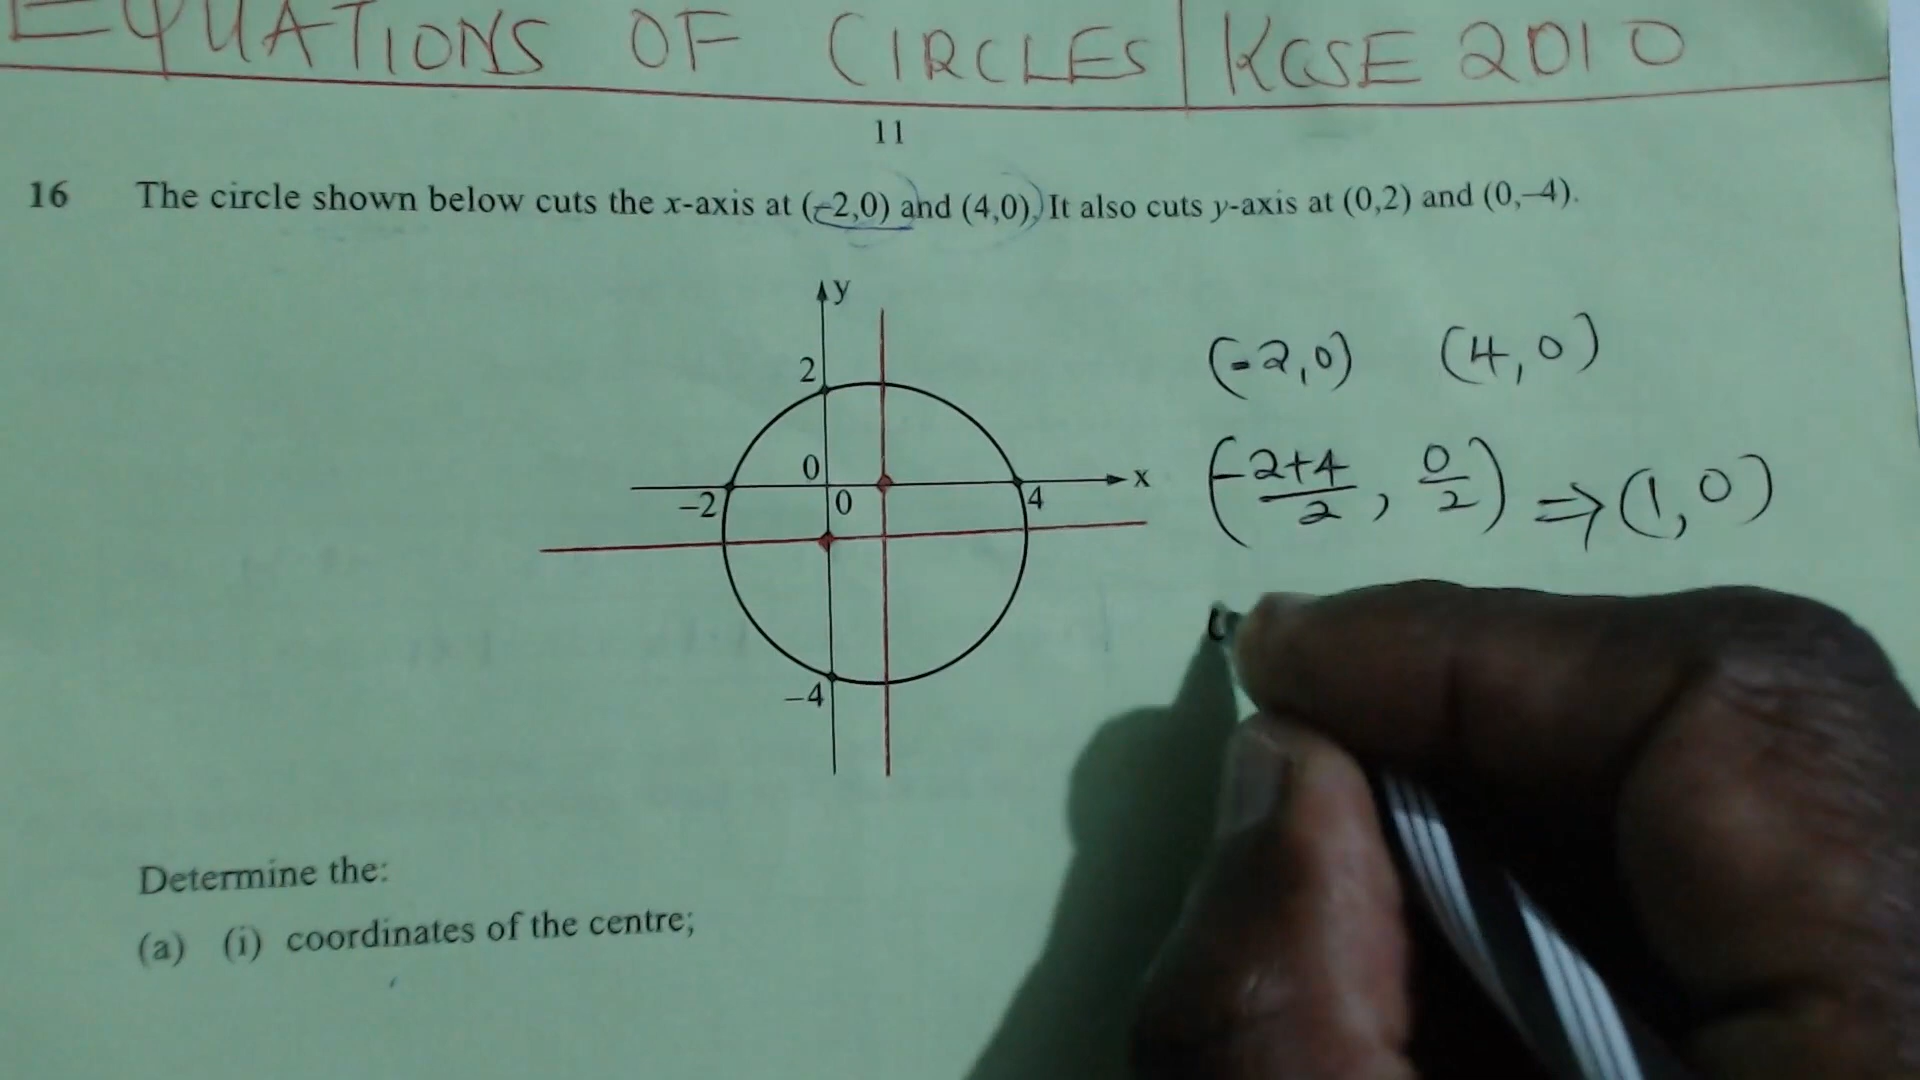 EQUATIONS OF CIRCLES | KCSE 2010
11
16 The circle shown below cuts the x-axis at (−2,0) and (4,0). It also cuts y-axis at (0,2) and (0,−4).
y
2
0
x
−2
0
4
−4
(-2,0) (4,0)
(-2+4/2, 0/2) ⇒ (1,0)
Determine the:
(a) (i) coordinates of the centre;